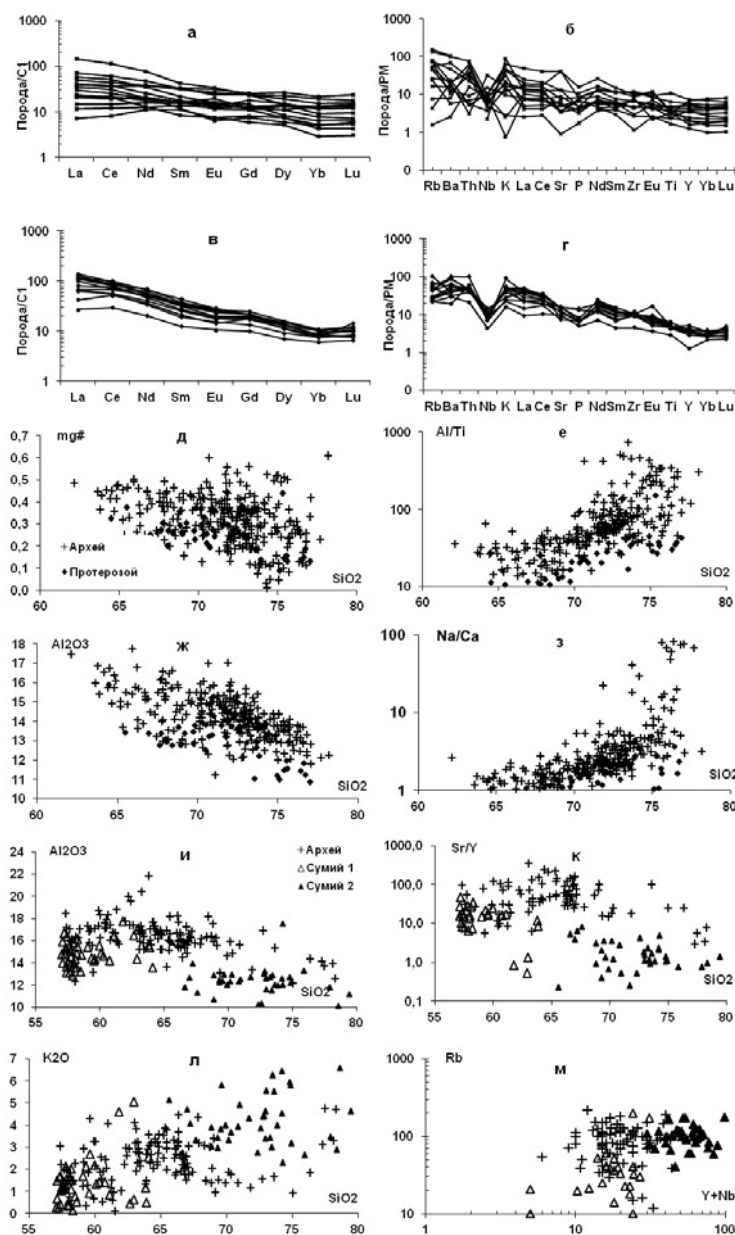 а
Порода/C1
1000
100
10
1
La Ce Nd Sm Eu Gd Dy Yb Lu
б
Порода/PM
1000
100
10
1
0
Rb Ba Th Nb K La Ce Sr P NdSm Zr Eu Ti Y Yb Lu
в
Порода/C1
1000
100
10
1
La Ce Nd Sm Eu Gd Dy Yb Lu
г
Порода/PM
1000
100
10
1
0
Rb Ba Th Nb K La Ce Sr P NdSm Zr Eu Ti Y Yb Lu
mg# д
0,7
0,6
0,5
0,4
0,3
0,2
0,1
0,0
Архей
Протерозой
SiO2
60 65 70 75 80
Al/Ti е
1000
100
10
SiO2
60 65 70 75 80
Al2O3 ж
18
17
16
15
14
13
12
11
10
SiO2
60 65 70 75 80
Na/Ca з
100
10
1
SiO2
60 65 70 75 80
Al2O3 и
24
22
20
18
16
14
12
10
Архей
Сумий 1
Сумий 2
SiO2
55 60 65 70 75 80
Sr/Y к
1000,0
100,0
10,0
1,0
0,1
SiO2
55 60 65 70 75 80
K2O л
7
6
5
4
3
2
1
0
SiO2
55 60 65 70 75 80
Rb м
1000
100
10
Y+Nb
1 10 100